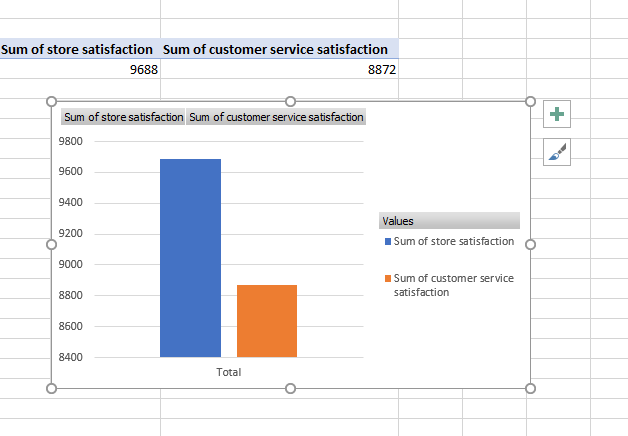 Sum of store satisfaction Sum of customer service satisfaction
9688 8872
Sum of store satisfaction Sum of customer service satisfaction
9800
9600
9400
9200
9000
8800
8600
8400
Total
Values
Sum of store satisfaction
Sum of customer service
satisfaction